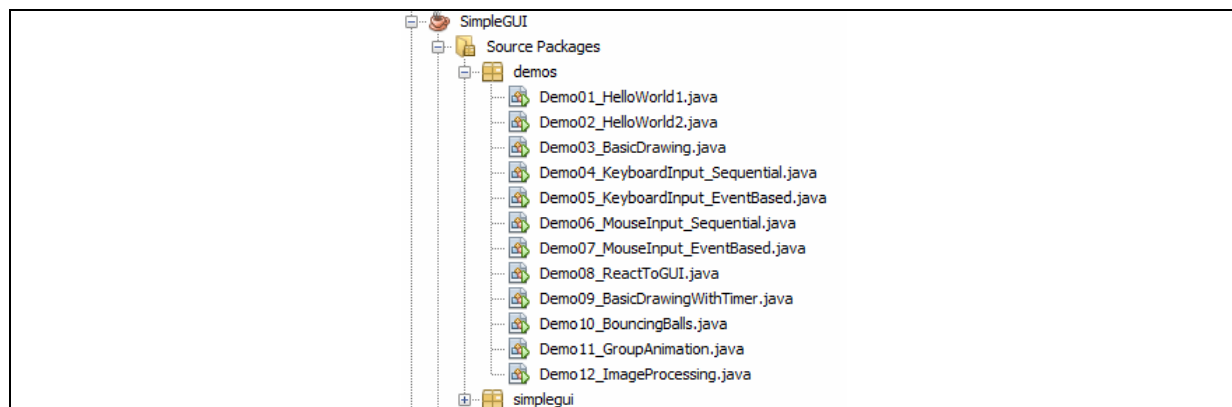 SimpleGUI
Source Packages
demos
Demo01_HelloWorld1.java
Demo02_HelloWorld2.java
Demo03_BasicDrawing.java
Demo04_KeyboardInput_Sequential.java
Demo05_KeyboardInput_EventBased.java
Demo06_MouseInput_Sequential.java
Demo07_MouseInput_EventBased.java
Demo08_ReactToGUI.java
Demo09_BasicDrawingWithTimer.java
Demo10_BouncingBalls.java
Demo11_GroupAnimation.java
Demo12_ImageProcessing.java
simplegui